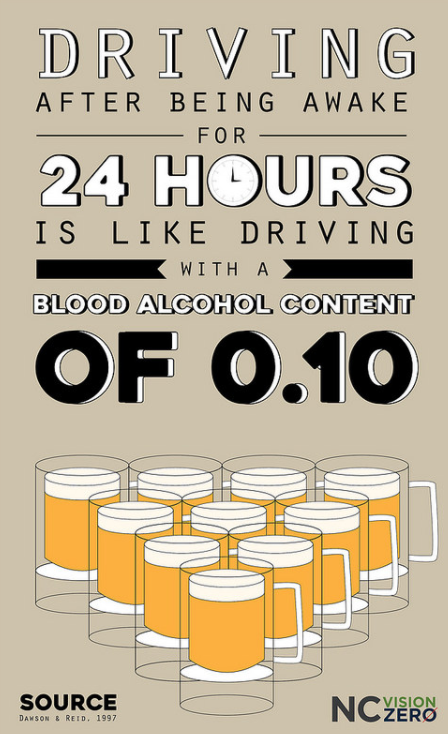 DRIVING
AFTER BEING AWAKE
FOR
24 HOURS
IS LIKE DRIVING
WITH A
BLOOD ALCOHOL CONTENT
OF 0.10
SOURCE
DAWSON & REID. 1997
NC VISION ZERO